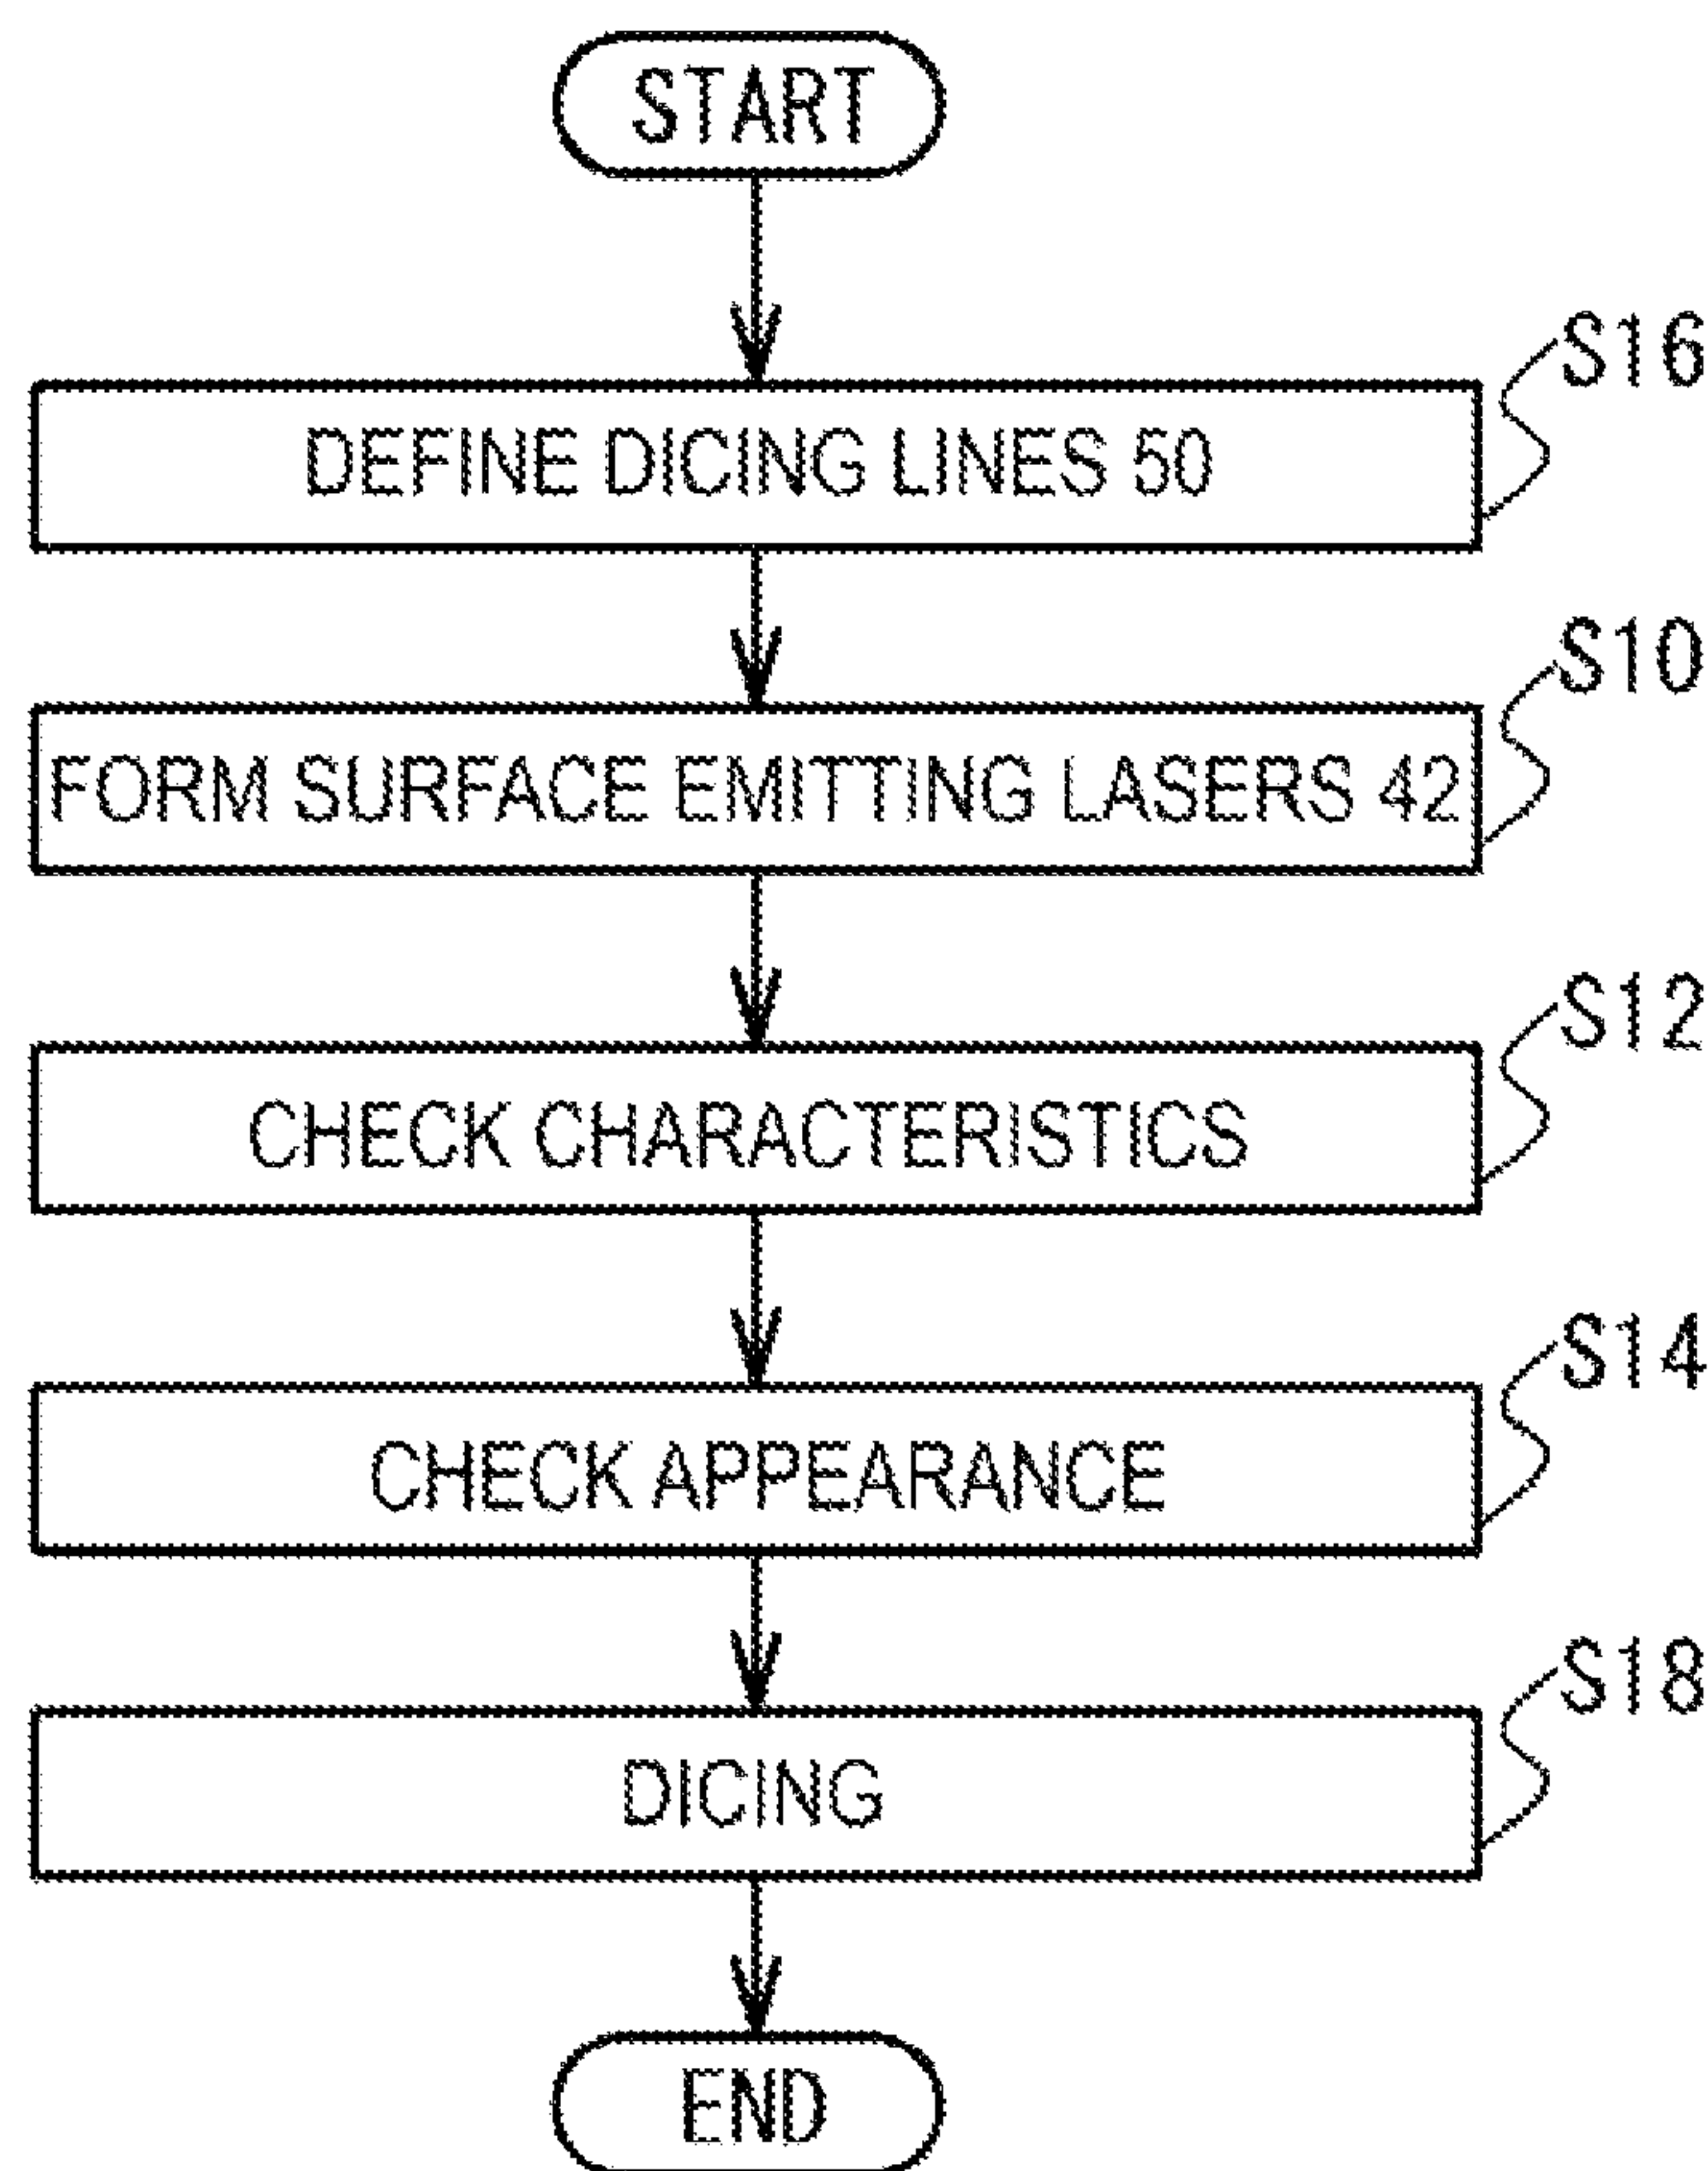 START
S16
DEFINE DICING LINES 50
S10
FORM SURFACE EMITTING LASERS 42
S12
CHECK CHARACTERISTICS
S14
CHECK APPEARANCE
S18
DICING
END